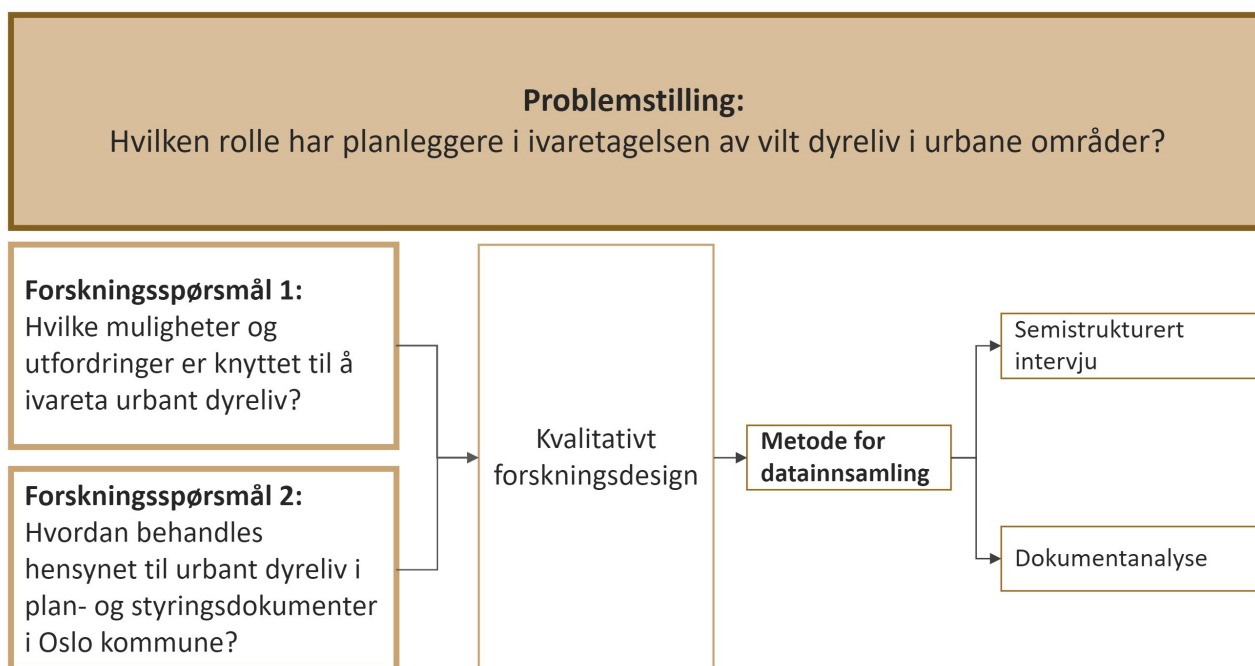 Problemstilling:
Hvilken rolle har planleggere i ivaretagelsen av vilt dyreliv i urbane områder?
Forskningsspørsmål 1:
Hvilke muligheter og
utfordringer er knyttet til å
ivareta urbant dyreliv?
Forskningsspørsmål 2:
Hvordan behandles
hensynet til urbant dyreliv i
plan- og styringsdokumenter
i Oslo kommune?
Kvalitativt
forskningsdesign
Metode for
datainnsamling
Semistrukturert
intervju
Dokumentanalyse